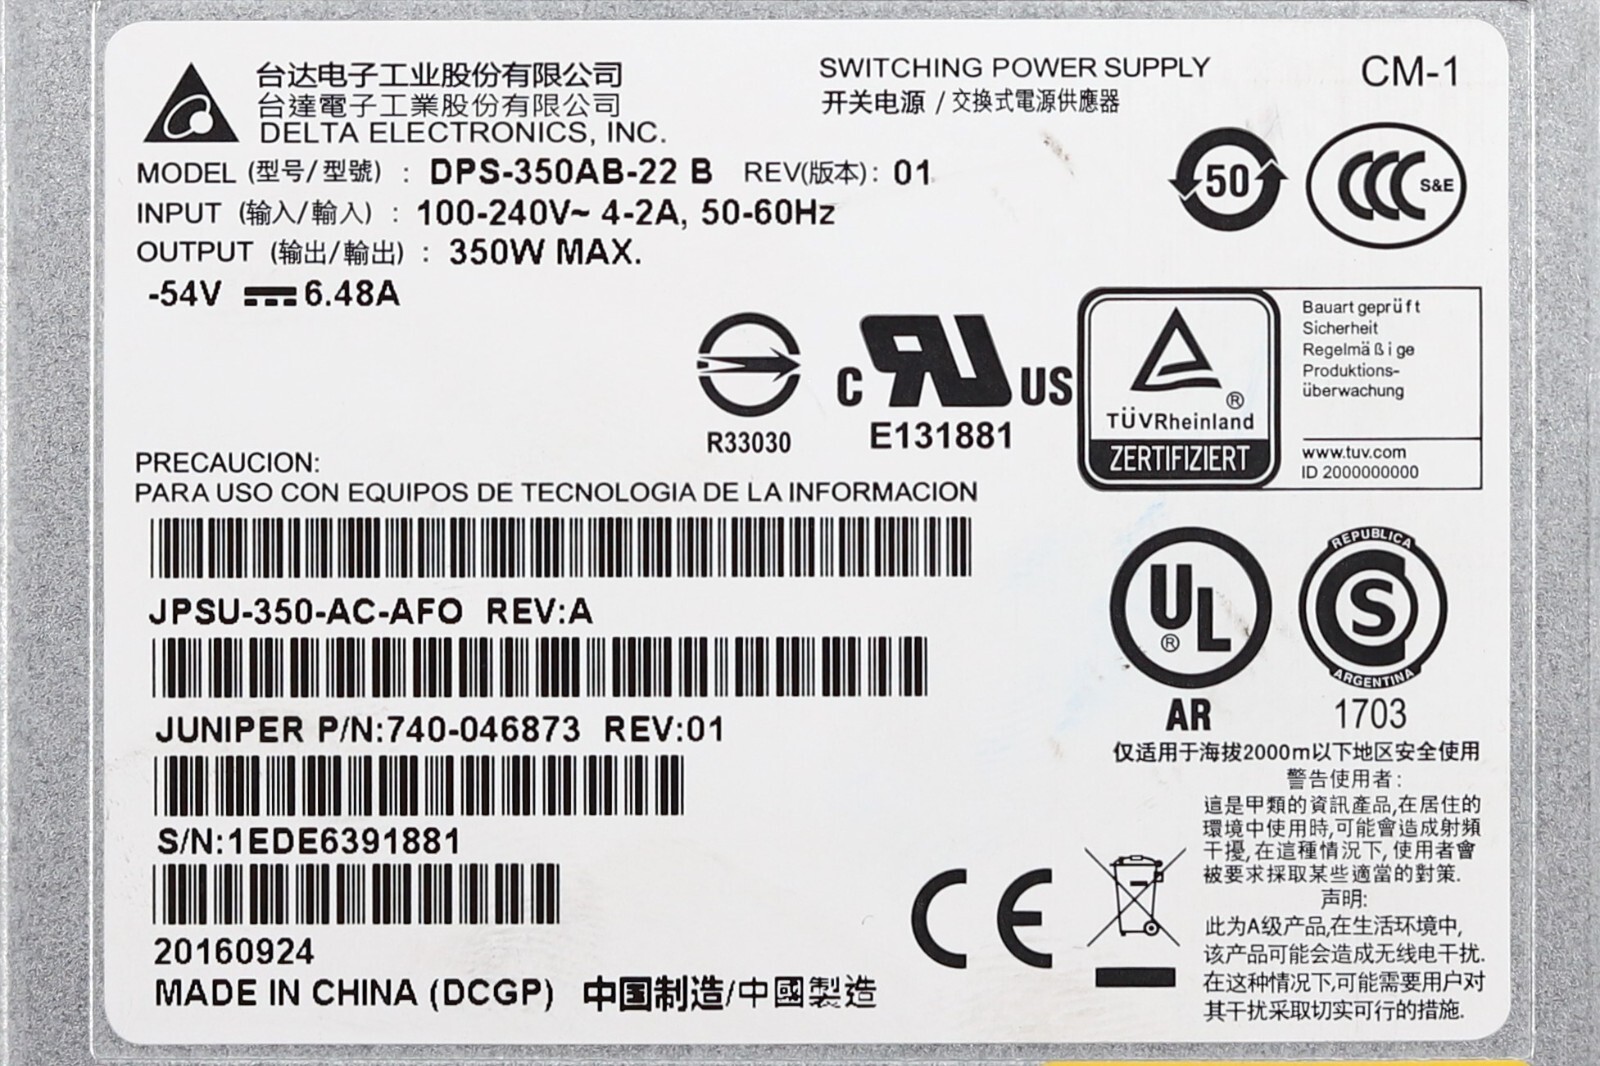 台达电子工业股份有限公司
台達電子工業股份有限公司
DELTA ELECTRONICS, INC.
SWITCHING POWER SUPPLY
开关电源 / 交換式電源供應器
CM-1
MODEL (型号/型號) : DPS-350AB-22 B REV(版本): 01
INPUT (输入/輸入) : 100-240V~ 4-2A, 50-60Hz
OUTPUT (输出/輸出) : 350W MAX.
-54V ⎓ 6.48A
50
CCC S&E
R33030
C RU US
E131881
TÜVRheinland
®
ZERTIFIZIERT
Bauart geprüft
Sicherheit
Regelmäßige
Produktions-
überwachung
www.tuv.com
ID 2000000000
PRECAUCION:
PARA USO CON EQUIPOS DE TECNOLOGIA DE LA INFORMACION
JPSU-350-AC-AFO REV:A
JUNIPER P/N:740-046873 REV:01
S/N:1EDE6391881
20160924
MADE IN CHINA (DCGP) 中国制造/中國製造
UL
®
AR
REPUBLICA
S
ARGENTINA
1703
仅适用于海拔2000m以下地区安全使用
警告使用者:
這是甲類的資訊產品,在居住的
環境中使用時,可能會造成射頻
干擾,在這種情況下,使用者會
被要求採取某些適當的對策.
声明:
此为A级产品,在生活环境中,
该产品可能会造成无线电干扰.
在这种情况下,可能需要用户对
其干扰采取切实可行的措施.
CE